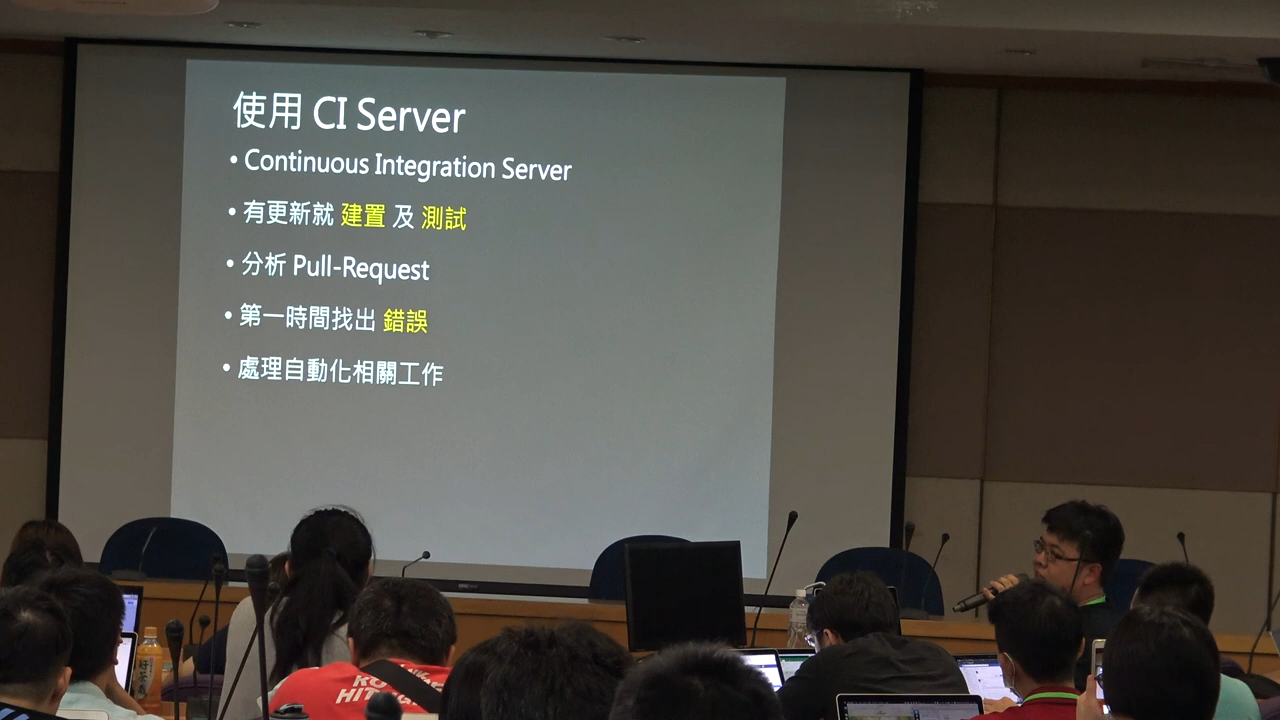 使用 CI Server
• Continuous Integration Server
• 有更新就 建置 及 測試
• 分析 Pull-Request
• 第一時間找出 錯誤
• 處理自動化相關工作